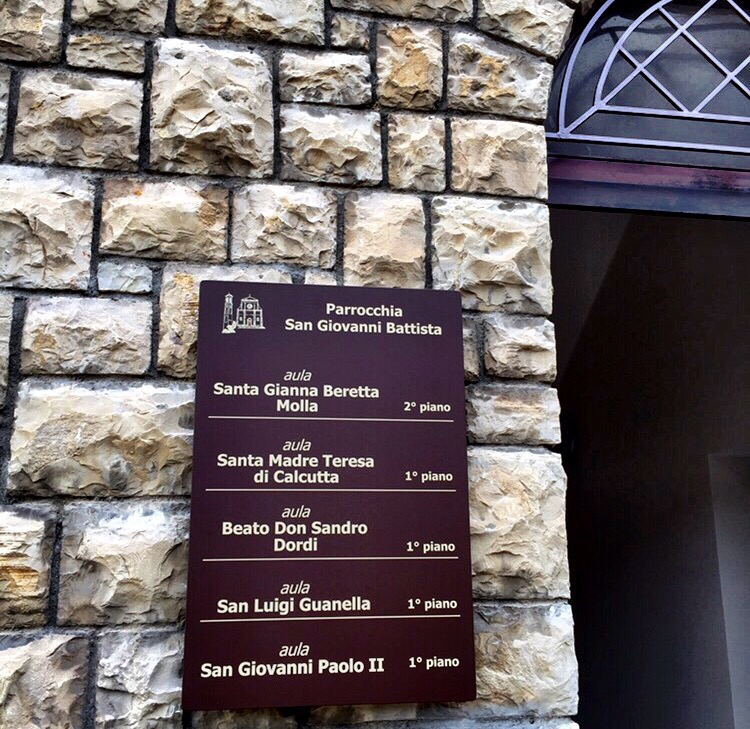 Parrocchia
San Giovanni Battista
aula
Santa Gianna Beretta
Molla 2° piano
aula
Santa Madre Teresa
di Calcutta 1° piano
aula
Beato Don Sandro
Dordi 1° piano
aula
San Luigi Guanella 1° piano
aula
San Giovanni Paolo II 1° piano